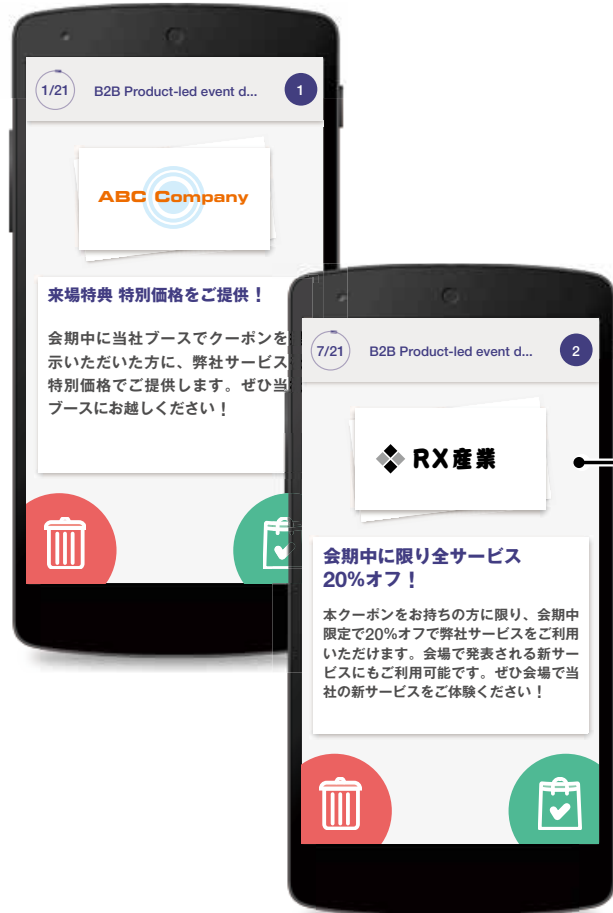 1/21
B2B Product-led event d...
1
ABC Company
来場特典 特別価格をご提供！
会期中に当社ブースでクーポンを
示いただいた方に、弊社サービス
特別価格でご提供します。ぜひ当
ブースにお越しください！
7/21
B2B Product-led event d...
2
RX産業
会期中に限り全サービス
20%オフ！
本クーポンをお持ちの方に限り、会期中
限定で20%オフで弊社サービスをご利用
いただけます。会場で発表される新サー
ビスにもご利用可能です。ぜひ会場で当
社の新サービスをご体験ください！